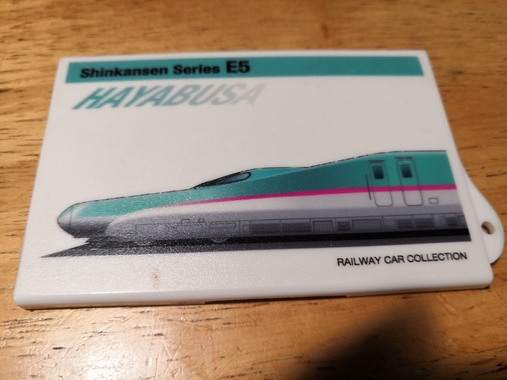 Shinkansen Series E5
HAYABUSA
RAILWAY CAR COLLECTION